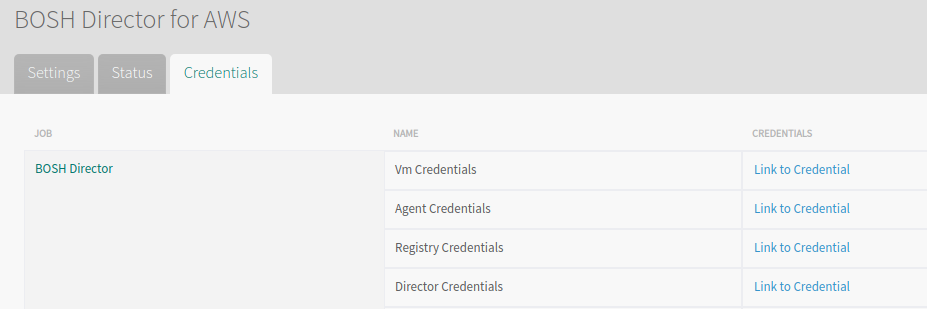 BOSH Director for AWS
Settings Status Credentials
JOB NAME CREDENTIALS
BOSH Director Vm Credentials Link to Credential
Agent Credentials Link to Credential
Registry Credentials Link to Credential
Director Credentials Link to Credential